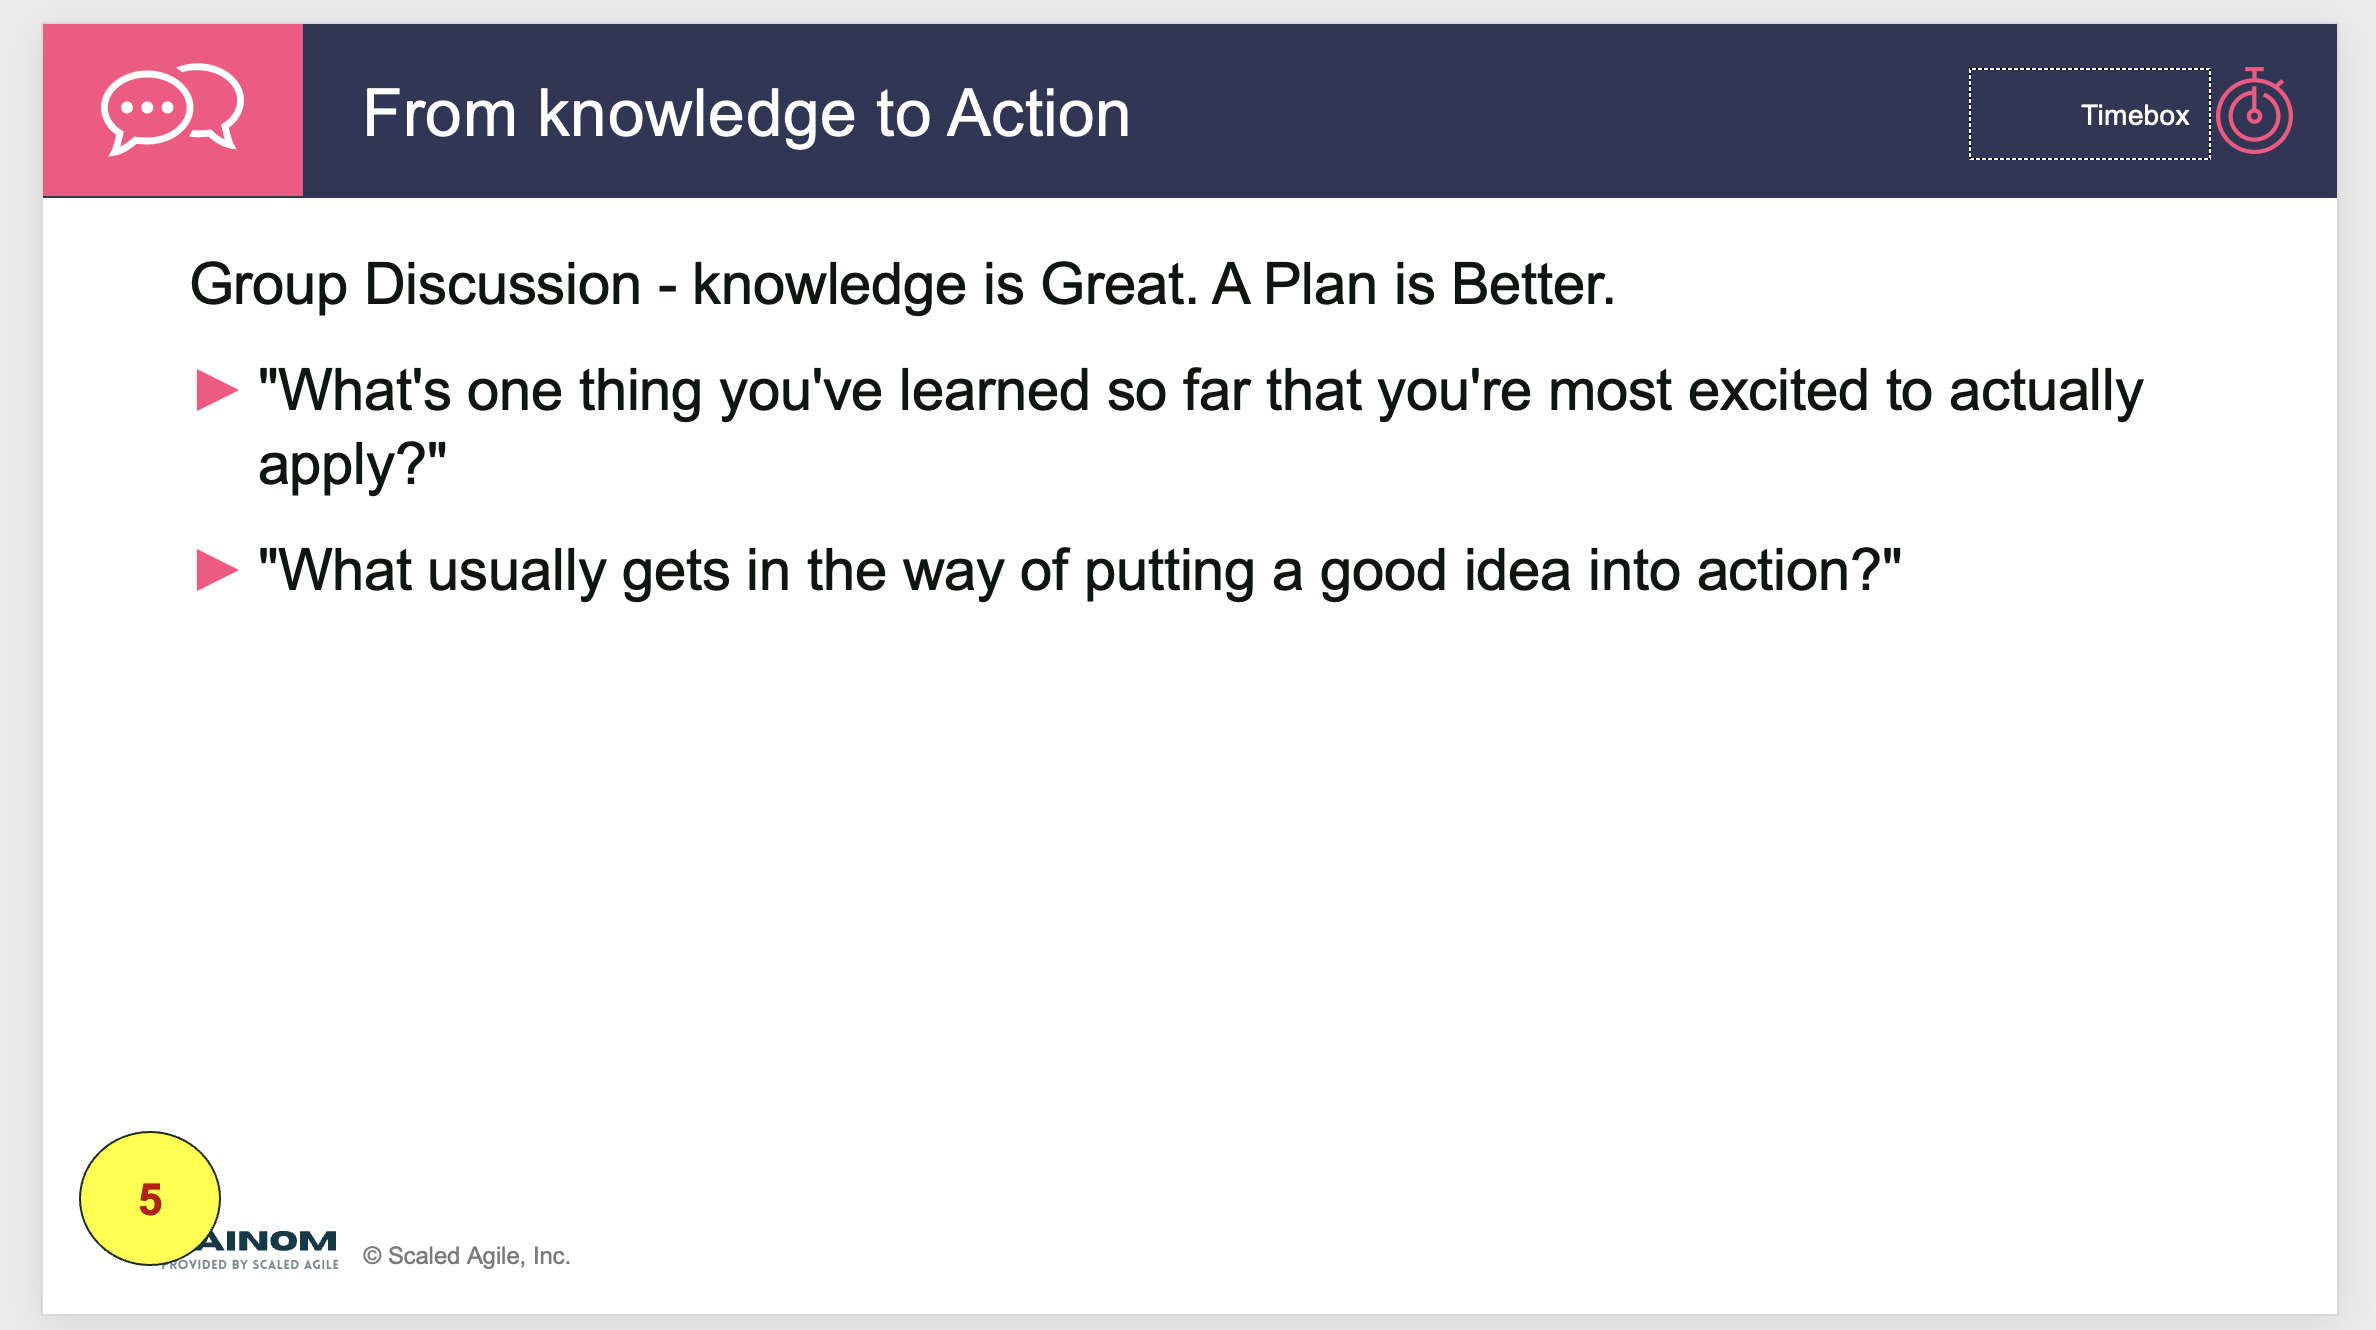 From knowledge to Action
Timebox
Group Discussion - knowledge is Great. A Plan is Better.
"What's one thing you've learned so far that you're most excited to actually
apply?"
"What usually gets in the way of putting a good idea into action?"
5
AINOM
PROVIDED BY SCALED AGILE
© Scaled Agile, Inc.